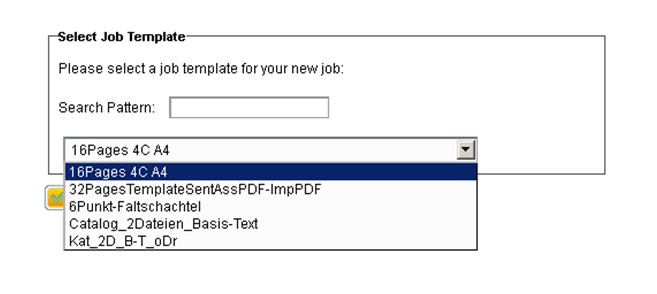 Select Job Template
Please select a job template for your new job:
Search Pattern:
16Pages 4C A4
16Pages 4C A4
32PagesTemplateSentAssPDF-ImpPDF
6Punkt-Faltschachtel
Catalog_2Dateien_Basis-Text
Kat_2D_B-T_oDr